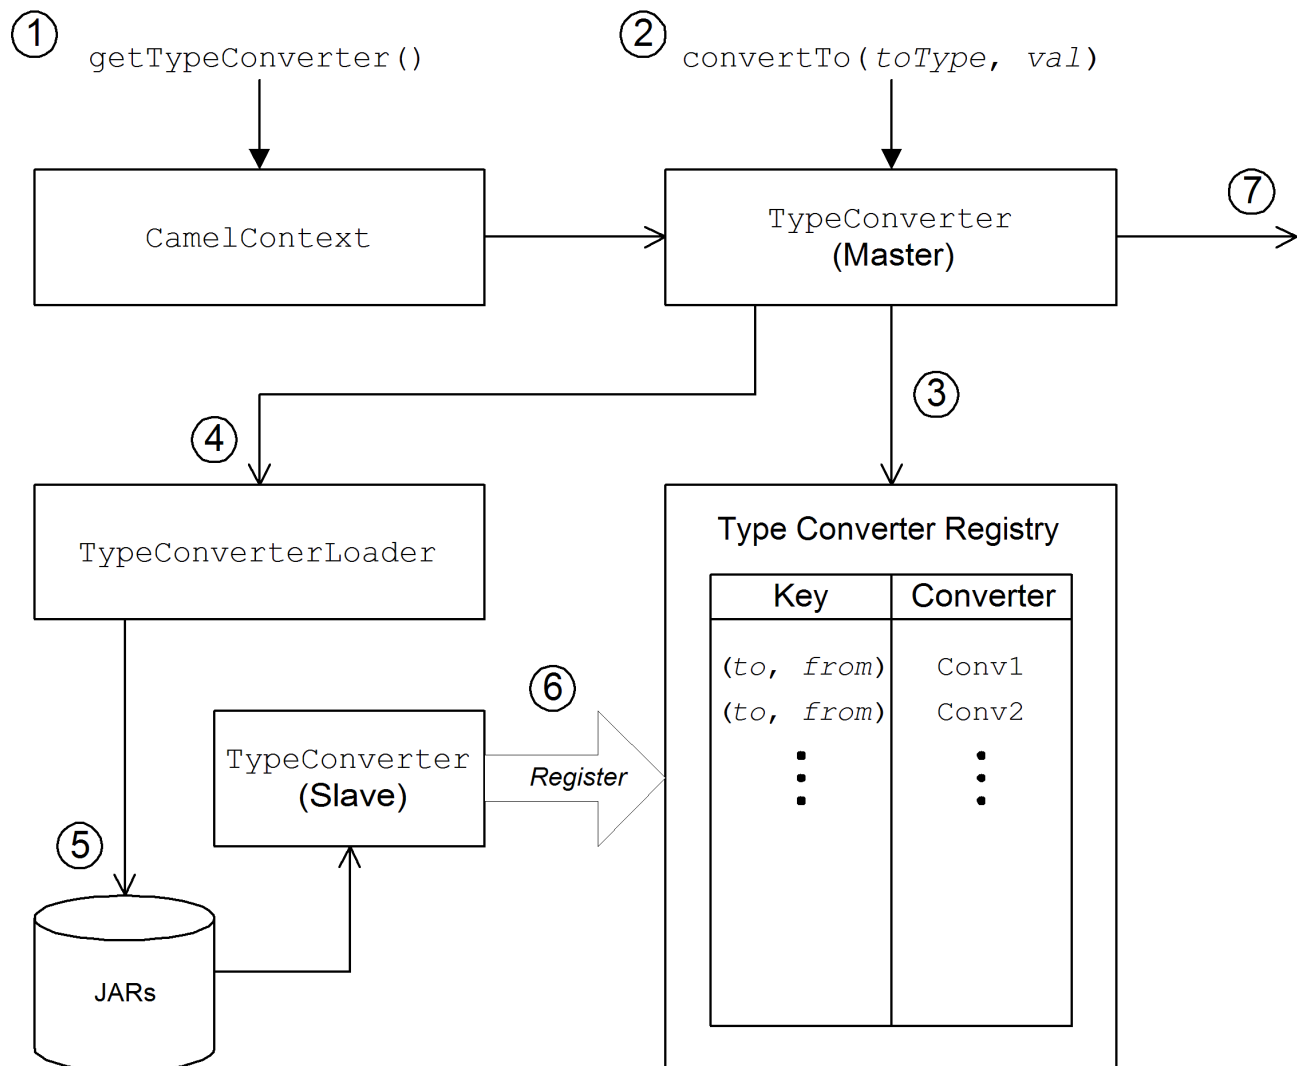 1
getTypeConverter()
2
convertTo(toType, val)
CamelContext
TypeConverter
(Master)
7
3
4
TypeConverterLoader
Type Converter Registry
Key Converter
(to, from) Conv1
(to, from) Conv2
6
TypeConverter
(Slave)
Register
5
JARs